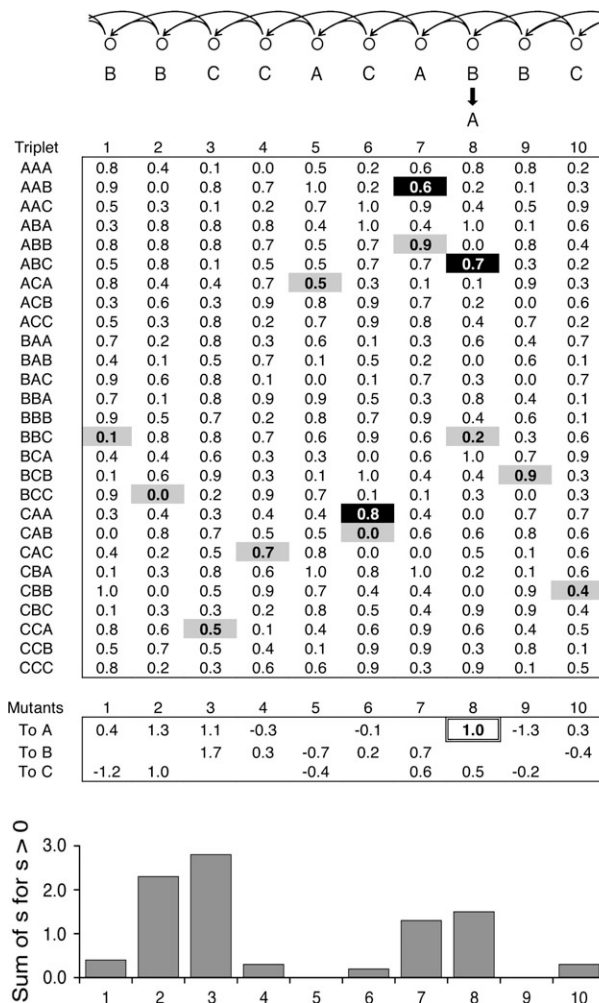 B B C C A C A B B C
A
Triplet 1 2 3 4 5 6 7 8 9 10
AAA 0.8 0.4 0.1 0.0 0.5 0.2 0.6 0.8 0.8 0.2
AAB 0.9 0.0 0.8 0.7 1.0 0.2 0.6 0.2 0.1 0.3
AAC 0.5 0.3 0.1 0.2 0.7 1.0 0.9 0.4 0.5 0.9
ABA 0.3 0.8 0.8 0.8 0.4 1.0 0.4 1.0 0.1 0.6
ABB 0.8 0.8 0.8 0.7 0.5 0.7 0.9 0.0 0.8 0.4
ABC 0.5 0.8 0.1 0.5 0.5 0.7 0.7 0.7 0.3 0.2
ACA 0.8 0.4 0.4 0.7 0.5 0.3 0.1 0.1 0.9 0.3
ACB 0.3 0.6 0.3 0.9 0.8 0.9 0.7 0.2 0.0 0.6
ACC 0.5 0.3 0.8 0.2 0.7 0.9 0.8 0.4 0.7 0.2
BAA 0.7 0.2 0.8 0.3 0.6 0.1 0.3 0.6 0.4 0.7
BAB 0.4 0.1 0.5 0.7 0.1 0.5 0.2 0.0 0.6 0.1
BAC 0.9 0.6 0.8 0.1 0.0 0.1 0.7 0.3 0.0 0.7
BBA 0.7 0.1 0.8 0.9 0.9 0.5 0.3 0.8 0.4 0.1
BBB 0.9 0.5 0.7 0.2 0.8 0.7 0.9 0.4 0.6 0.1
BBC 0.1 0.8 0.8 0.7 0.6 0.9 0.6 0.2 0.3 0.6
BCA 0.4 0.4 0.6 0.3 0.3 0.0 0.6 1.0 0.7 0.9
BCB 0.1 0.6 0.9 0.3 0.1 1.0 0.4 0.4 0.9 0.3
BCC 0.9 0.0 0.2 0.9 0.7 0.1 0.1 0.3 0.0 0.3
CAA 0.3 0.4 0.3 0.4 0.4 0.8 0.4 0.0 0.7 0.7
CAB 0.0 0.8 0.7 0.5 0.5 0.0 0.6 0.6 0.8 0.6
CAC 0.4 0.2 0.5 0.7 0.8 0.0 0.0 0.5 0.1 0.6
CBA 0.1 0.3 0.8 0.6 1.0 0.8 1.0 0.2 0.1 0.6
CBB 1.0 0.0 0.5 0.9 0.7 0.4 0.4 0.0 0.9 0.4
CBC 0.1 0.3 0.3 0.2 0.8 0.5 0.4 0.9 0.9 0.4
CCA 0.8 0.6 0.5 0.1 0.4 0.6 0.9 0.6 0.4 0.5
CCB 0.5 0.7 0.5 0.4 0.1 0.9 0.9 0.3 0.8 0.1
CCC 0.8 0.2 0.3 0.6 0.6 0.9 0.3 0.9 0.1 0.5
Mutants 1 2 3 4 5 6 7 8 9 10
To A 0.4 1.3 1.1 -0.3 -0.1 1.0 -1.3 0.3
To B 1.7 0.3 -0.7 0.2 0.7 -0.4
To C -1.2 1.0 -0.4 0.6 0.5 -0.2
Sum of s for s > 0
3.0
2.0
1.0
0.0
1 2 3 4 5 6 7 8 9 10